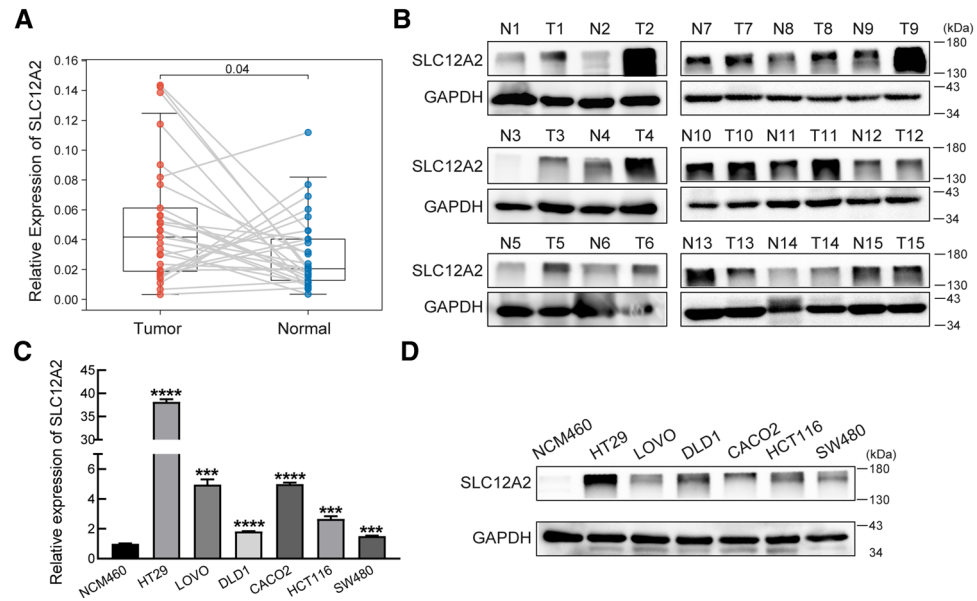 A
Relative Expression of SLC12A2
0.16
0.14
0.12
0.10
0.08
0.06
0.04
0.02
0.00
0.04
Tumor Normal
B
N1 T1 N2 T2 N7 T7 N8 T8 N9 T9 (kDa)
SLC12A2 —180
—130
GAPDH —43
—34
N3 T3 N4 T4 N10 T10 N11 T11 N12 T12
SLC12A2 —180
—130
GAPDH —43
—34
N5 T5 N6 T6 N13 T13 N14 T14 N15 T15
SLC12A2 —180
—130
GAPDH —43
—34
C
Relative expression of SLC12A2
45
40
35
30
6
4
2
0
**** *** **** **** *** ***
NCM460 HT29 LOVO DLD1 CACO2 HCT116 SW480
D
NCM460 HT29 LOVO DLD1 CACO2 HCT116 SW480
(kDa)
SLC12A2 —180
—130
GAPDH —43
34